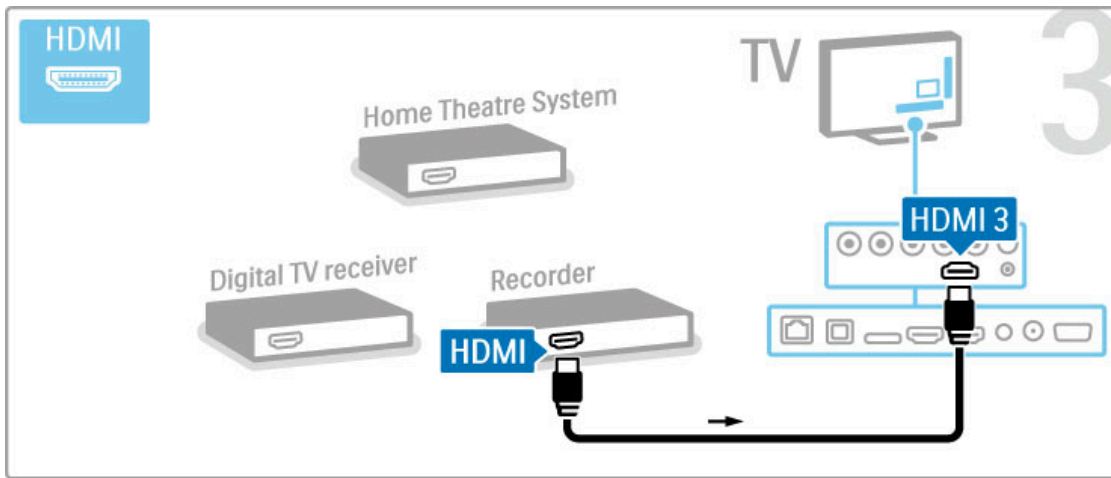 HDMI
TV
3
Home Theatre System
HDMI 3
Digital TV receiver
Recorder
HDMI